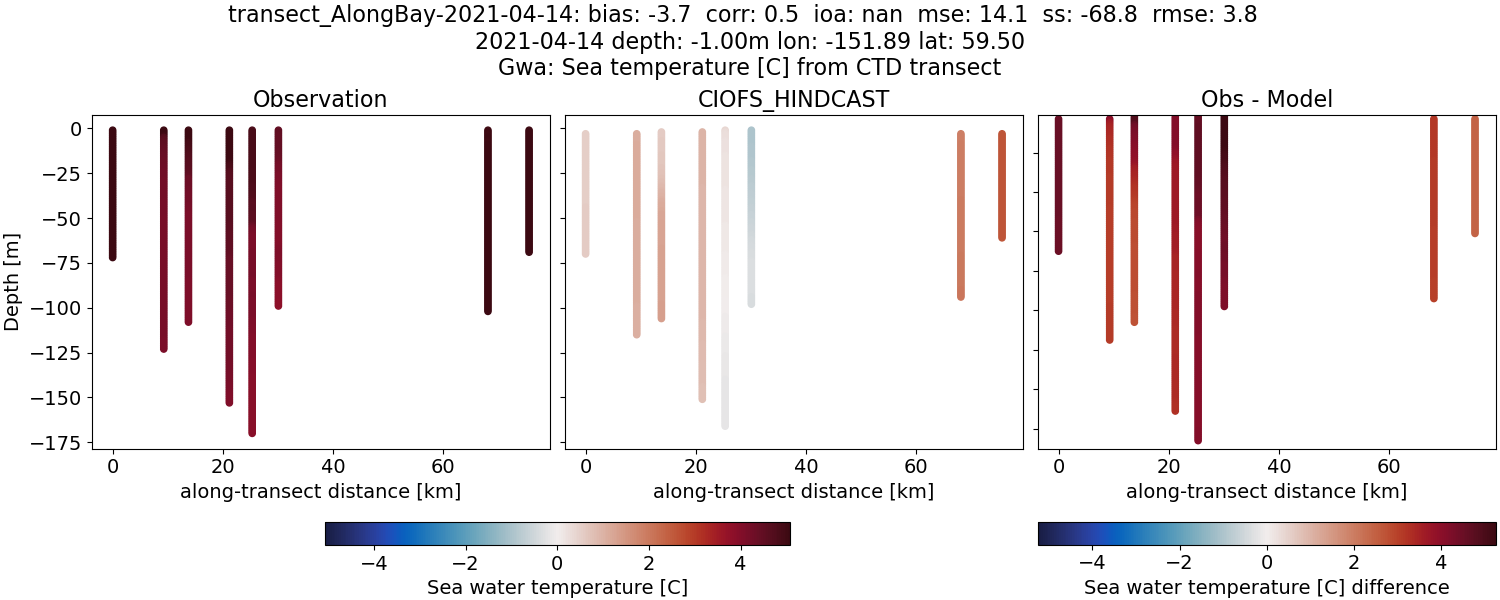 transect_AlongBay-2021-04-14: bias: -3.7  corr: 0.5  ioa: nan  mse: 14.1  ss: -68.8  rmse: 3.8
2021-04-14 depth: -1.00m lon: -151.89 lat: 59.50
Gwa: Sea temperature [C] from CTD transect
Observation
CIOFS_HINDCAST
Obs - Model
Depth [m]
0
−25
−50
−75
−100
−125
−150
−175
0 20 40 60
0 20 40 60
0 20 40 60
along-transect distance [km]
along-transect distance [km]
along-transect distance [km]
−4 −2 0 2 4
Sea water temperature [C]
−4 −2 0 2 4
Sea water temperature [C] difference